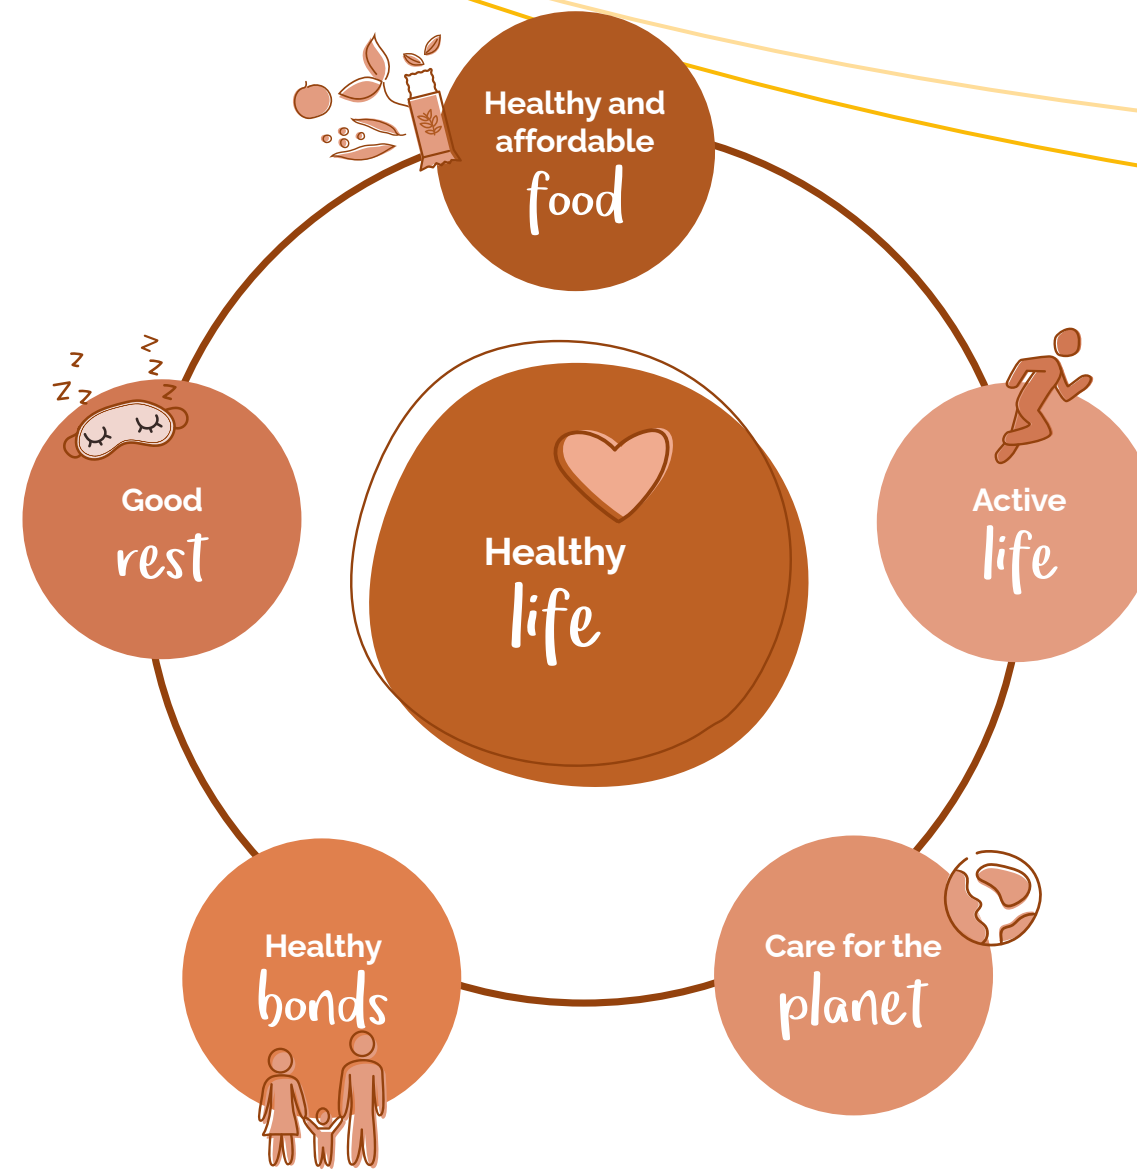 Healthy and
affordable
food
Good
rest
Active
life
Healthy
life
Healthy
bonds
Care for the
planet